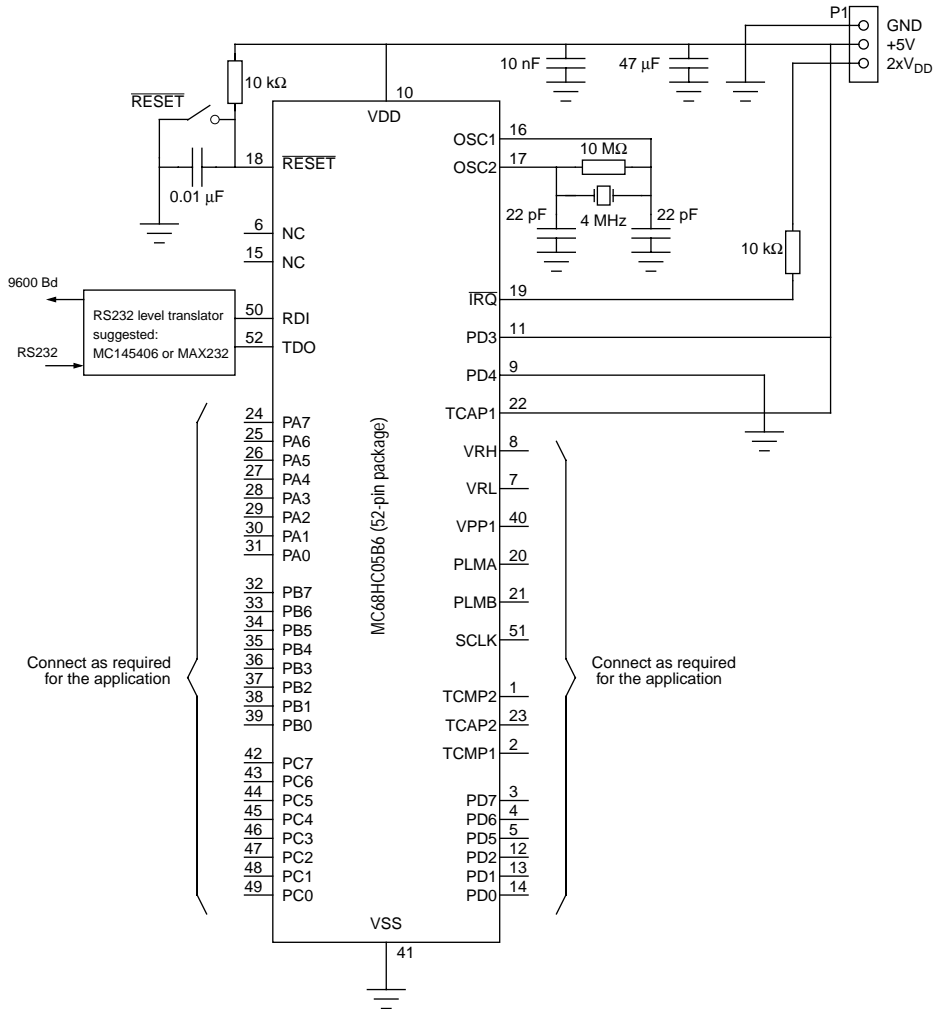 P1
GND
+5V
2xVDD
10 nF
47 µF
10 kΩ
RESET
10
VDD
18
RESET
0.01 µF
OSC1
16
OSC2
17
10 MΩ
22 pF
4 MHz
22 pF
10 kΩ
6
NC
15
NC
9600 Bd
RS232
RS232 level translator
suggested:
MC145406 or MAX232
50
RDI
52
TDO
IRQ
19
PD3
11
PD4
9
TCAP1
22
24
PA7
25
PA6
26
PA5
27
PA4
28
PA3
29
PA2
30
PA1
31
PA0
32
PB7
33
PB6
34
PB5
35
PB4
36
PB3
37
PB2
38
PB1
39
PB0
42
PC7
43
PC6
44
PC5
45
PC4
46
PC3
47
PC2
48
PC1
49
PC0
Connect as required
for the application
MC68HC05B6 (52-pin package)
VRH
8
VRL
7
VPP1
40
PLMA
20
PLMB
21
SCLK
51
TCMP2
1
TCAP2
23
TCMP1
2
PD7
3
PD6
4
PD5
5
PD2
12
PD1
13
PD0
14
Connect as required
for the application
VSS
41